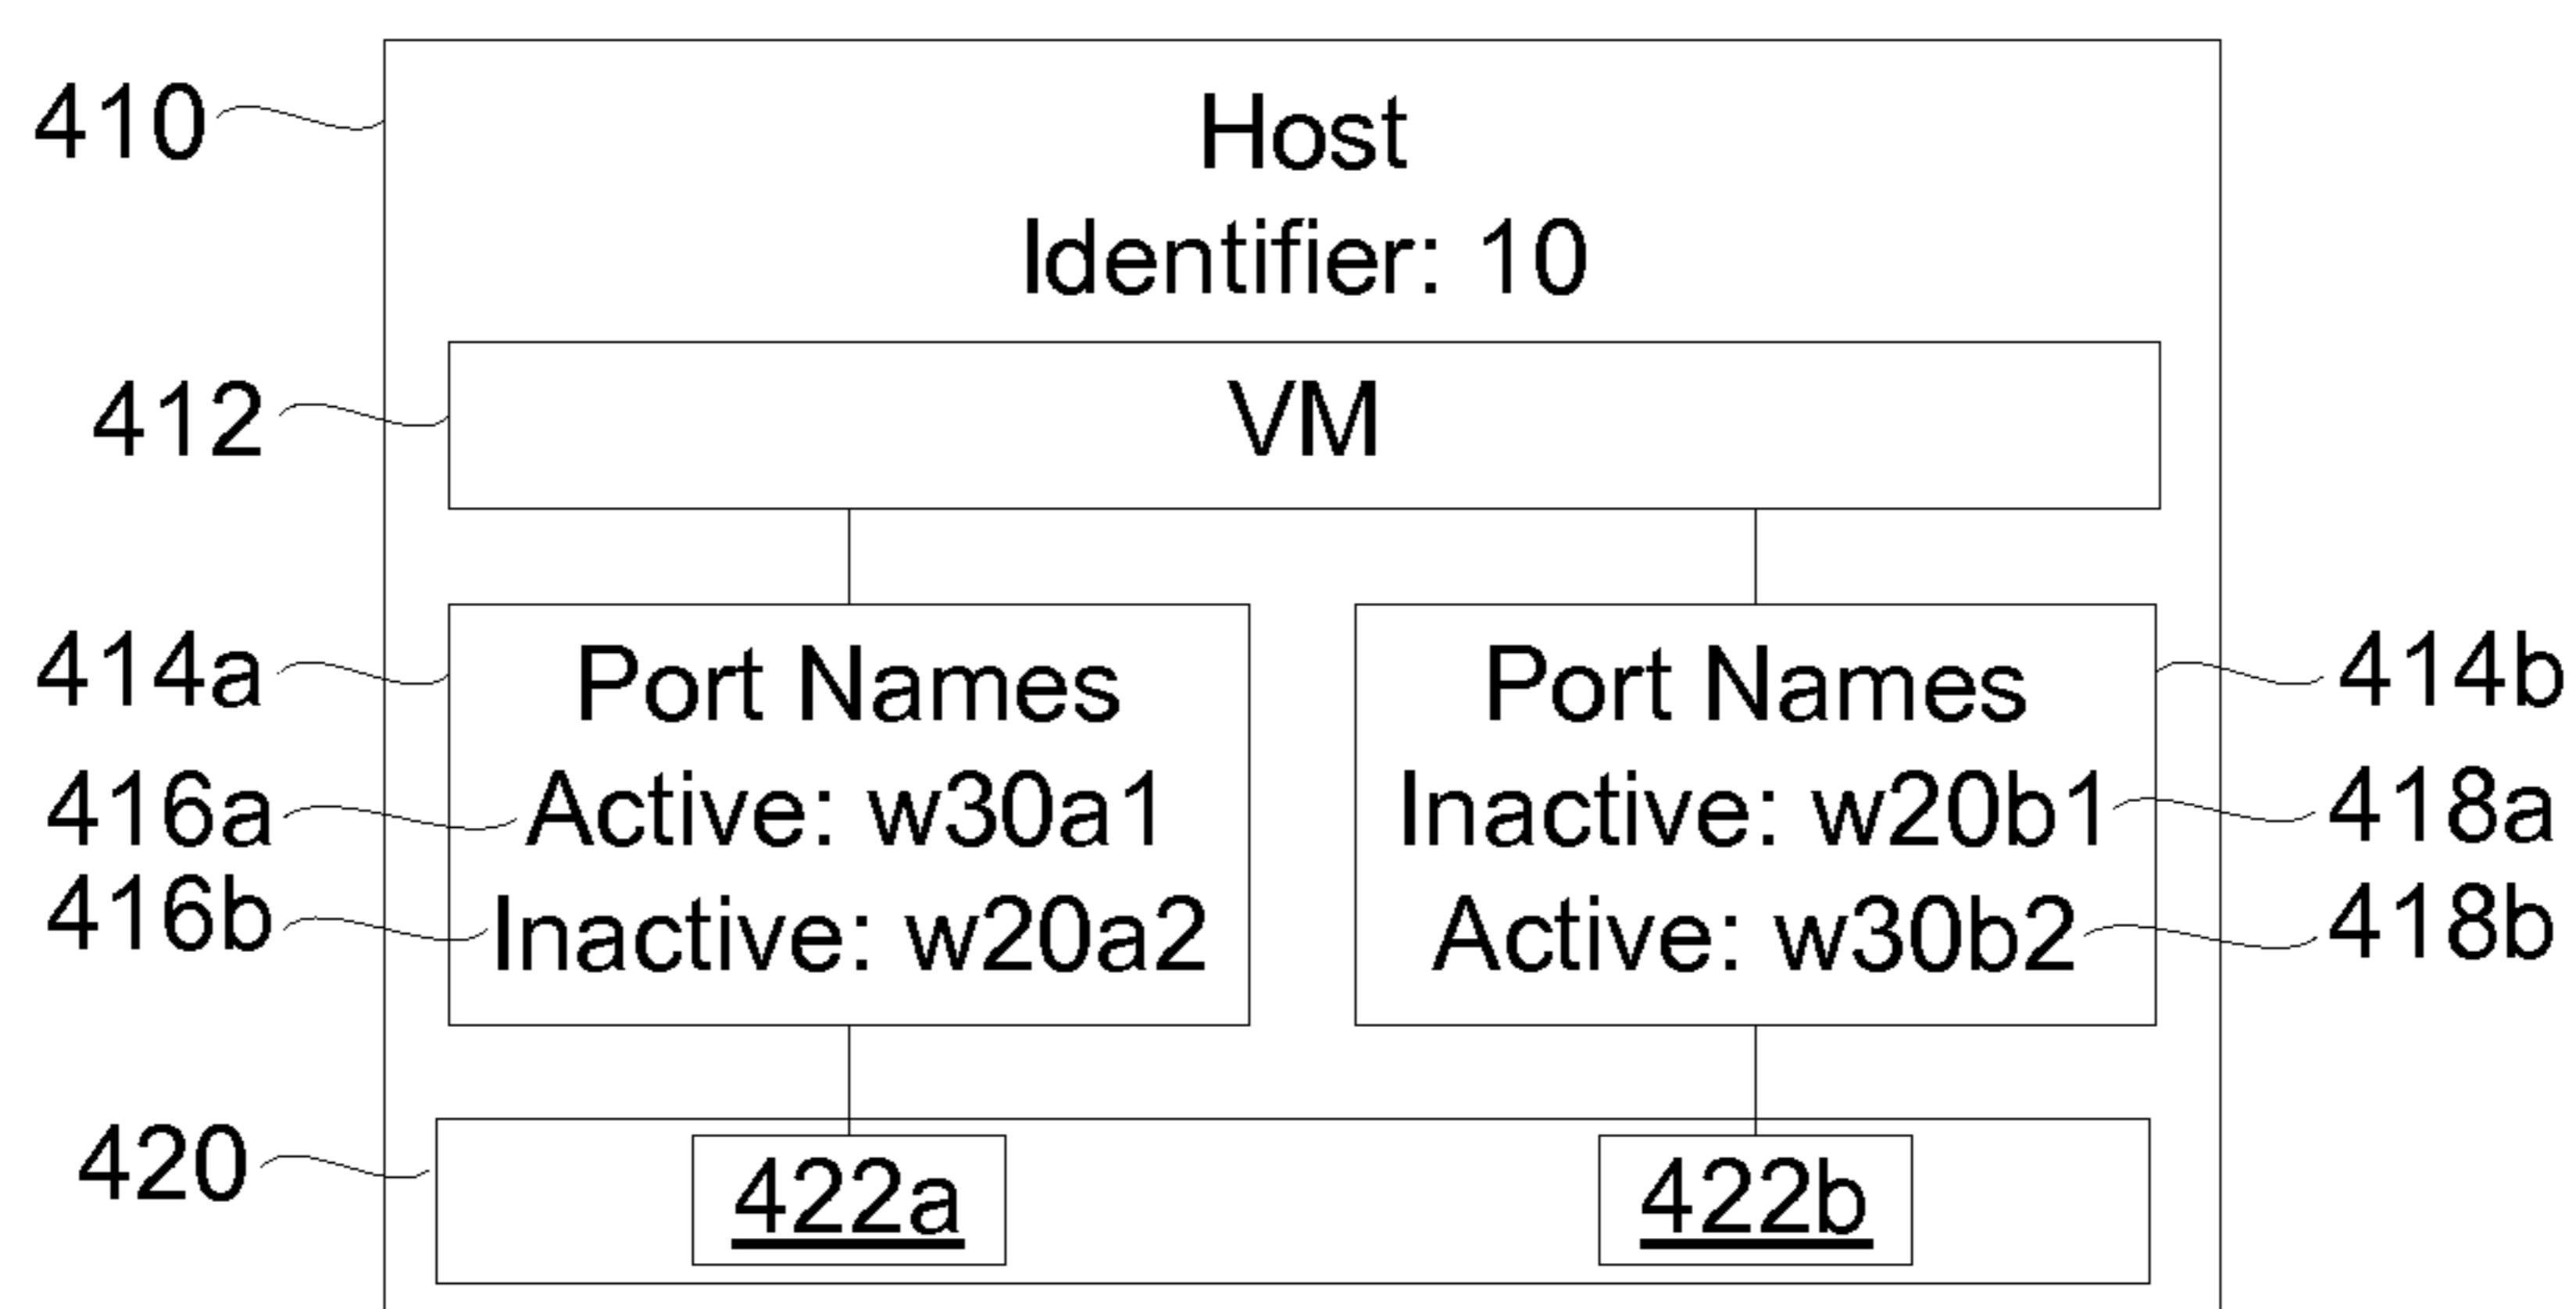 410
Host
Identifier: 10
412
VM
414a
Port Names
Port Names
414b
416a
Active: w30a1
Inactive: w20b1
418a
416b
Inactive: w20a2
Active: w30b2
418b
420
422a
422b